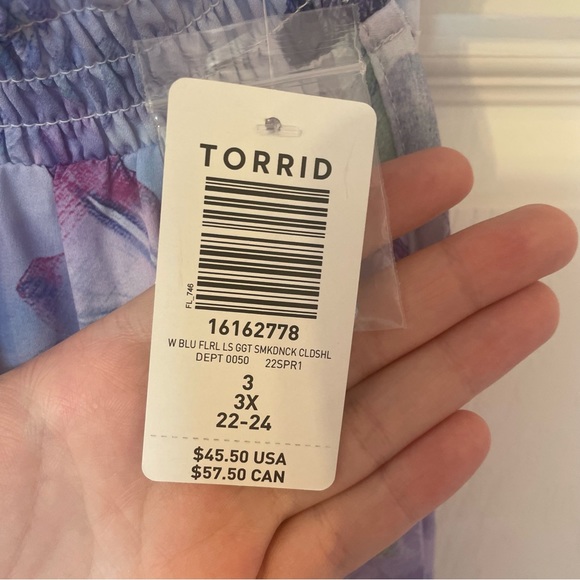 TORRID
FL_746
16162778
W BLU FLRL LS GGT SMKDNCK CLDSHL
DEPT 0050 22SPR1
3
3X
22-24
$45.50 USA
$57.50 CAN